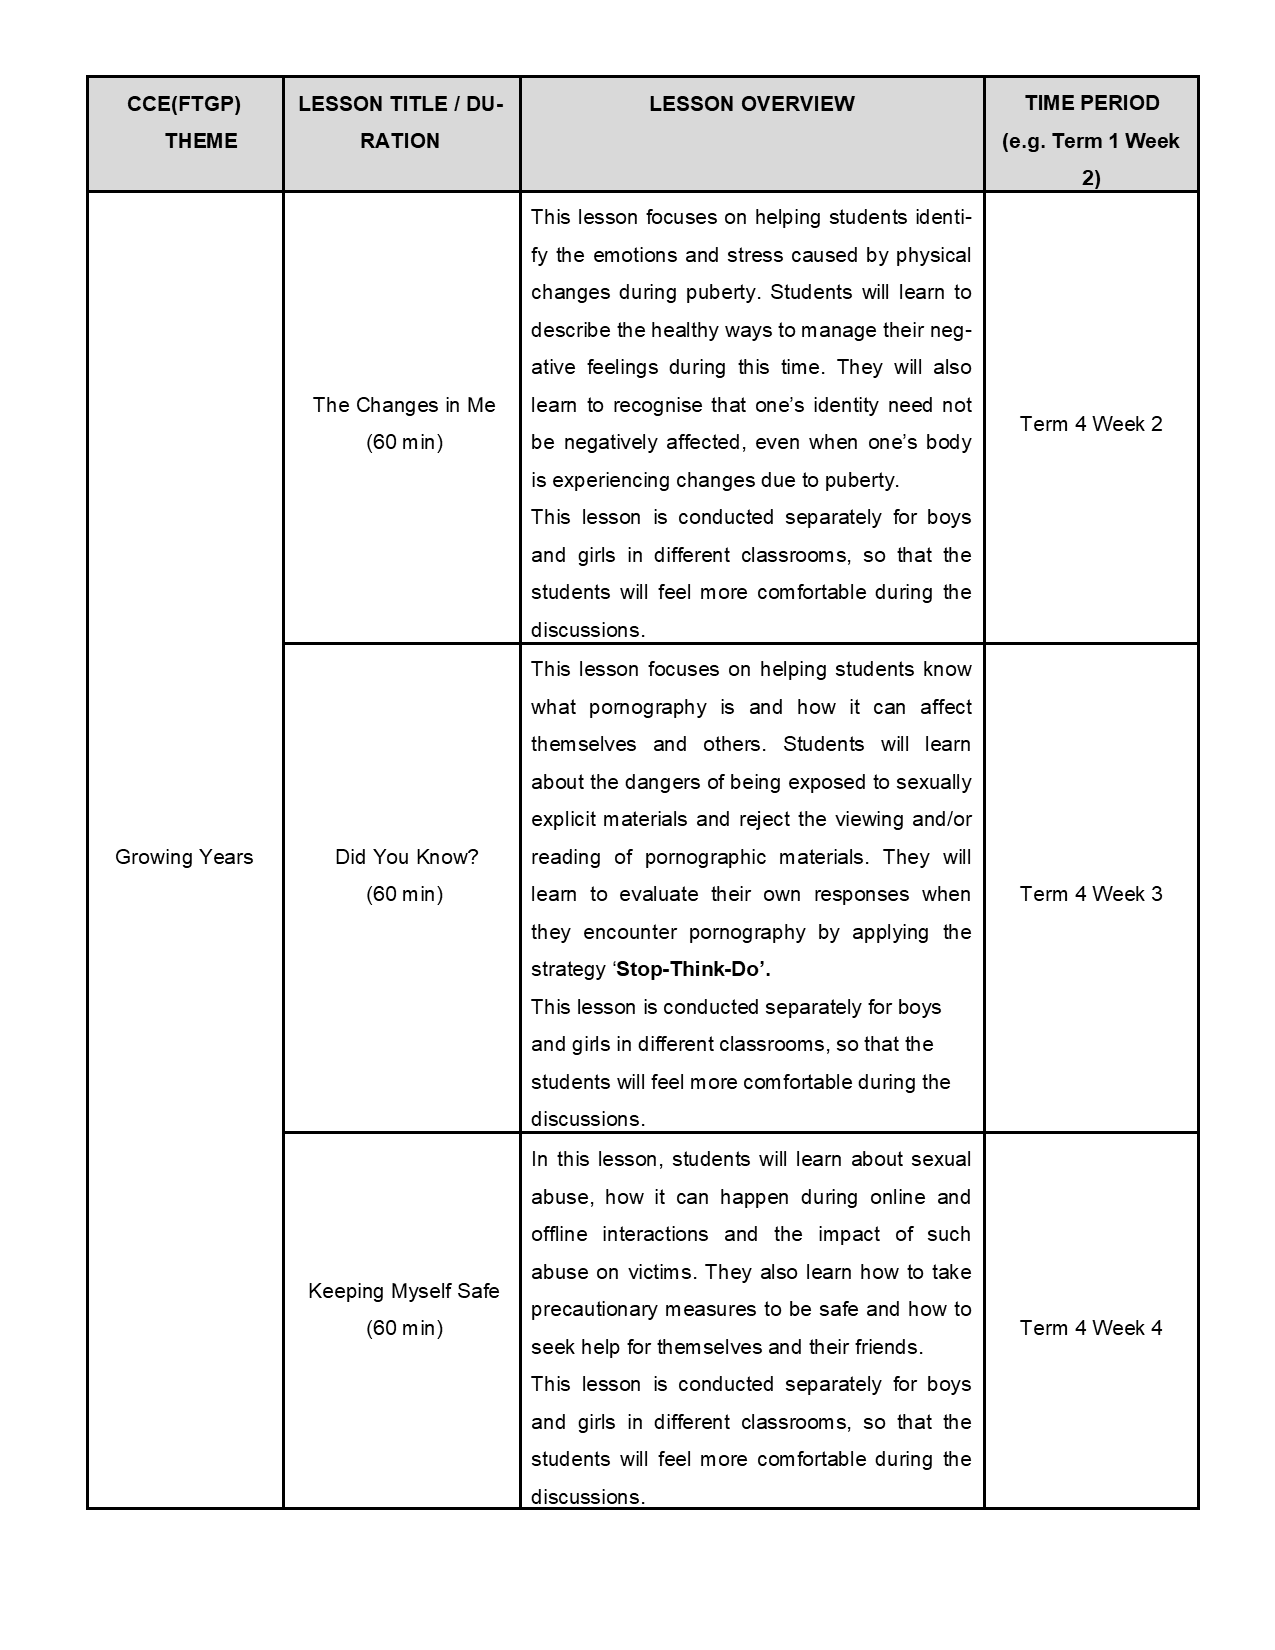 CCE(FTGP)
THEME
LESSON TITLE / DU-
RATION
LESSON OVERVIEW
TIME PERIOD
(e.g. Term 1 Week
2)
Growing Years
The Changes in Me
(60 min)
This lesson focuses on helping students identi-
fy the emotions and stress caused by physical
changes during puberty. Students will learn to
describe the healthy ways to manage their neg-
ative feelings during this time. They will also
learn to recognise that one’s identity need not
be negatively affected, even when one’s body
is experiencing changes due to puberty.
This lesson is conducted separately for boys
and girls in different classrooms, so that the
students will feel more comfortable during the
discussions.
Term 4 Week 2
Did You Know?
(60 min)
This lesson focuses on helping students know
what pornography is and how it can affect
themselves and others. Students will learn
about the dangers of being exposed to sexually
explicit materials and reject the viewing and/or
reading of pornographic materials. They will
learn to evaluate their own responses when
they encounter pornography by applying the
strategy ‘Stop-Think-Do’.
This lesson is conducted separately for boys
and girls in different classrooms, so that the
students will feel more comfortable during the
discussions.
Term 4 Week 3
Keeping Myself Safe
(60 min)
In this lesson, students will learn about sexual
abuse, how it can happen during online and
offline interactions and the impact of such
abuse on victims. They also learn how to take
precautionary measures to be safe and how to
seek help for themselves and their friends.
This lesson is conducted separately for boys
and girls in different classrooms, so that the
students will feel more comfortable during the
discussions.
Term 4 Week 4